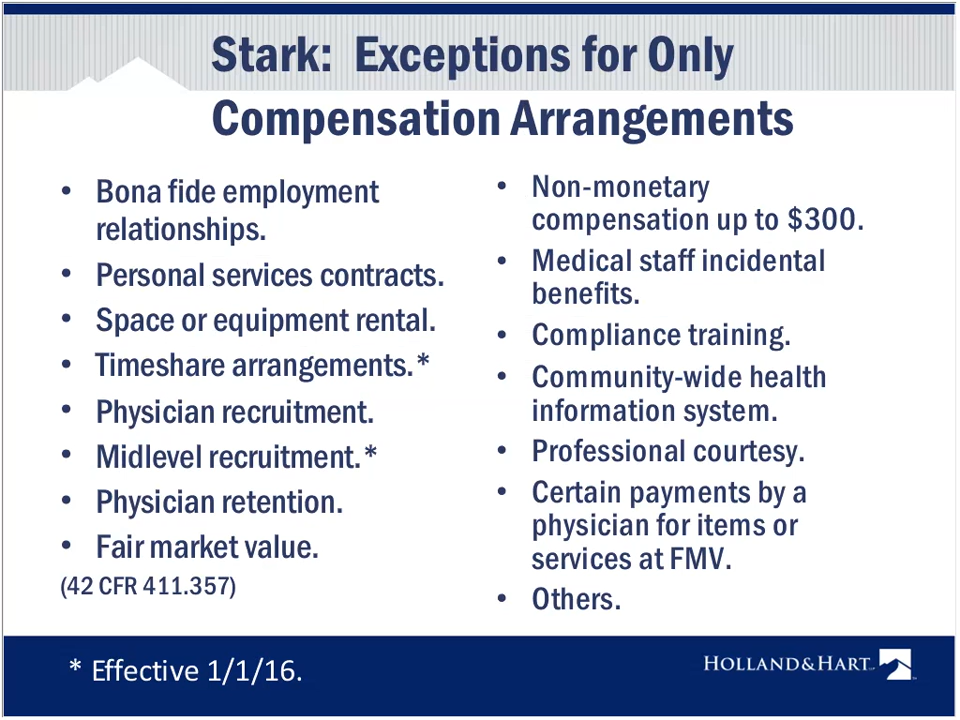 Stark:  Exceptions for Only
Compensation Arrangements
• Bona fide employment
relationships.
• Personal services contracts.
• Space or equipment rental.
• Timeshare arrangements.*
• Physician recruitment.
• Midlevel recruitment.*
• Physician retention.
• Fair market value.
(42 CFR 411.357)
• Non-monetary
compensation up to $300.
• Medical staff incidental
benefits.
• Compliance training.
• Community-wide health
information system.
• Professional courtesy.
• Certain payments by a
physician for items or
services at FMV.
• Others.
* Effective 1/1/16.
HOLLAND&HART